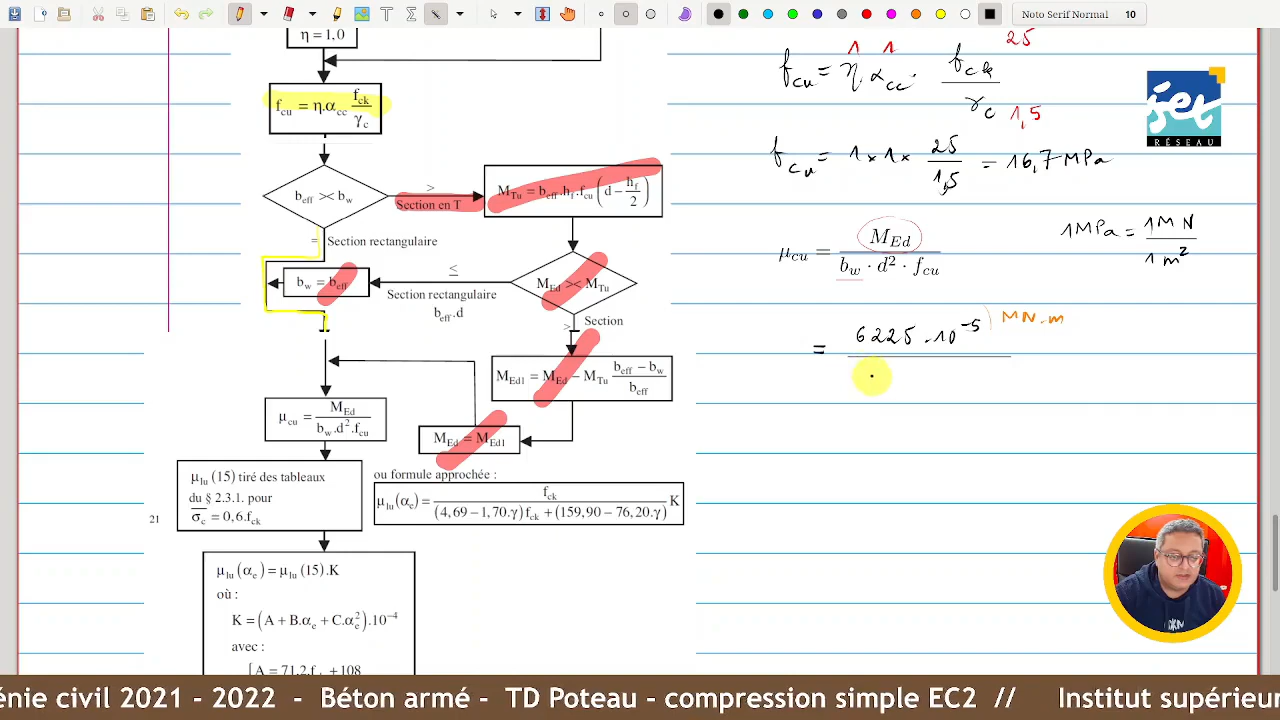 Noto Serif Normal 10
η = 1,0
f_cu = η.α_cc f_ck / γ_c
b_eff >< b_w
>
Section en T
M_Tu = b_eff.h_f.f_cu (d − h_f / 2)
=
Section rectangulaire
b_w = b_eff
≤
Section rectangulaire
b_eff.d
M_Ed >< M_Tu
>
Section
M_Ed1 = M_Ed − M_Tu (b_eff − b_w) / b_eff
M_Ed = M_Ed1
μ_cu = M_Ed / b_w.d².f_cu
μ_lu (15) tiré des tableaux
du § 2.3.1. pour
σ_c = 0,6.f_ck
21
ou formule approchée :
μ_lu(α_e) = f_ck / ((4,69 − 1,70.γ)f_ck + (159,90 − 76,20.γ)) K
μ_lu(α_e) = μ_lu(15).K
où :
K = (A + B.α_e + C.α_e²).10⁻⁴
avec :
A = 71,2.f + 108
1 1 25
f_cu = η α_cc . f_ck / γ_c 1,5
f_cu = 1 × 1 × 25 / 1,5 = 16,7 MPa
μ_cu = M_Ed / b_w · d² · f_cu
1 MPa = 1 MN / 1 m²
= 6225 . 10⁻⁵ MN.m
iset
RÉSEAU
énie civil 2021 - 2022 - Béton armé - TD Poteau - compression simple EC2 // Institut supérieur